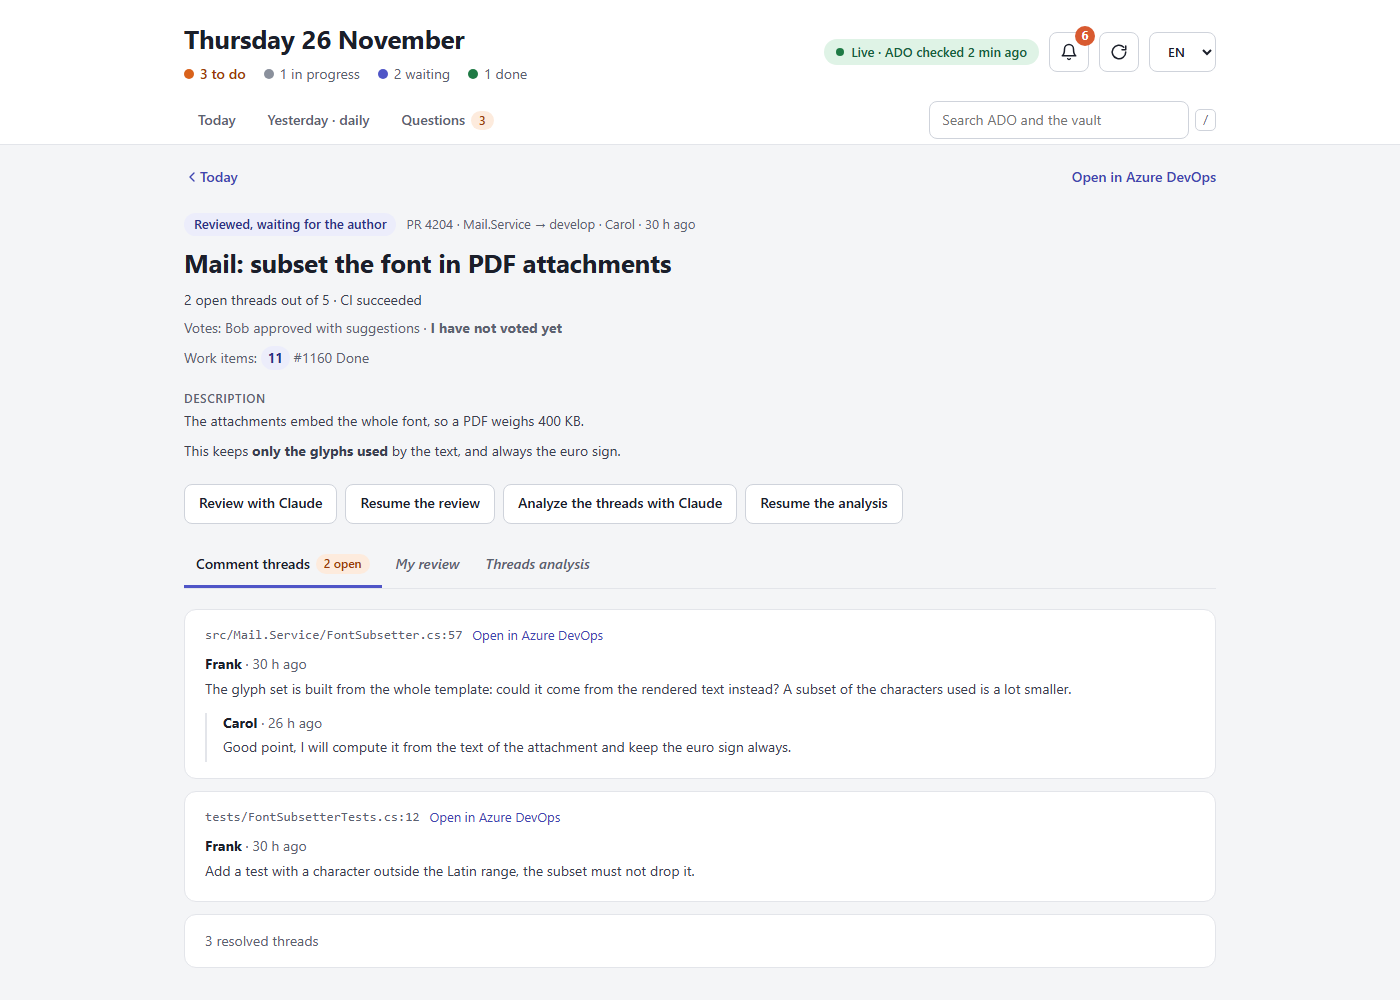 Thursday 26 November
3 to do 1 in progress 2 waiting 1 done
Live · ADO checked 2 min ago
6
EN
Today Yesterday · daily Questions 3
Search ADO and the vault /
Today
Open in Azure DevOps
Reviewed, waiting for the author PR 4204 · Mail.Service → develop · Carol · 30 h ago
Mail: subset the font in PDF attachments
2 open threads out of 5 · CI succeeded
Votes: Bob approved with suggestions · I have not voted yet
Work items: 11 #1160 Done
DESCRIPTION
The attachments embed the whole font, so a PDF weighs 400 KB.
This keeps only the glyphs used by the text, and always the euro sign.
Review with Claude Resume the review Analyze the threads with Claude Resume the analysis
Comment threads 2 open My review Threads analysis
src/Mail.Service/FontSubsetter.cs:57 Open in Azure DevOps
Frank · 30 h ago
The glyph set is built from the whole template: could it come from the rendered text instead? A subset of the characters used is a lot smaller.
Carol · 26 h ago
Good point, I will compute it from the text of the attachment and keep the euro sign always.
tests/FontSubsetterTests.cs:12 Open in Azure DevOps
Frank · 30 h ago
Add a test with a character outside the Latin range, the subset must not drop it.
3 resolved threads